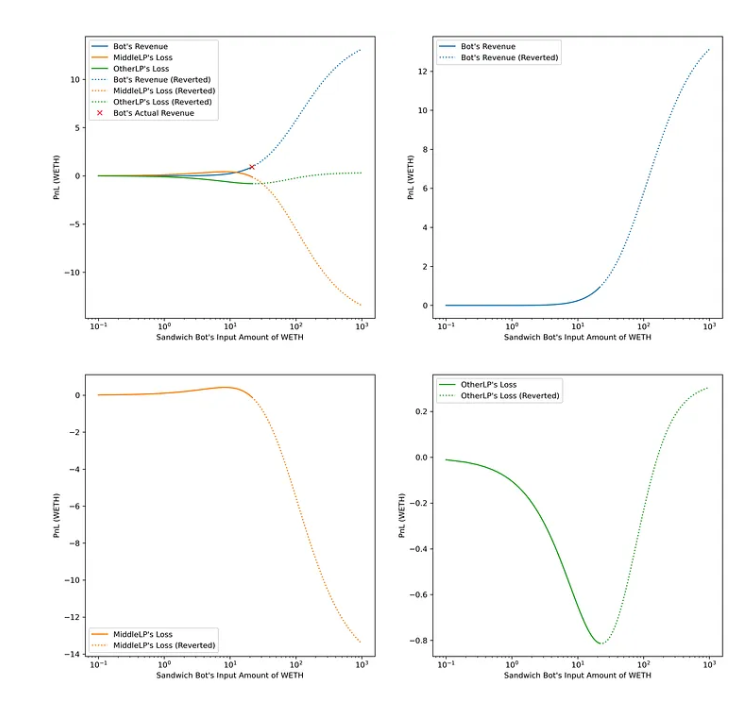 Bot's Revenue
MiddleLP's Loss
OtherLP's Loss
Bot's Revenue (Reverted)
MiddleLP's Loss (Reverted)
OtherLP's Loss (Reverted)
Bot's Actual Revenue
10
5
0
−5
−10
PnL (WETH)
10⁻¹ 10⁰ 10¹ 10² 10³
Sandwich Bot's Input Amount of WETH
Bot's Revenue
Bot's Revenue (Reverted)
12
10
8
6
4
2
0
PnL (WETH)
10⁻¹ 10⁰ 10¹ 10² 10³
Sandwich Bot's Input Amount of WETH
0
−2
−4
−6
−8
−10
−12
−14
PnL (WETH)
MiddleLP's Loss
MiddleLP's Loss (Reverted)
10⁻¹ 10⁰ 10¹ 10² 10³
Sandwich Bot's Input Amount of WETH
OtherLP's Loss
OtherLP's Loss (Reverted)
0.2
0.0
−0.2
−0.4
−0.6
−0.8
PnL (WETH)
10⁻¹ 10⁰ 10¹ 10² 10³
Sandwich Bot's Input Amount of WETH